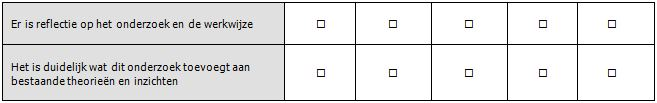 Er is reflectie op het onderzoek en de werkwijze
Het is duidelijk wat dit onderzoek toevoegt aan
bestaande theorieën en inzichten